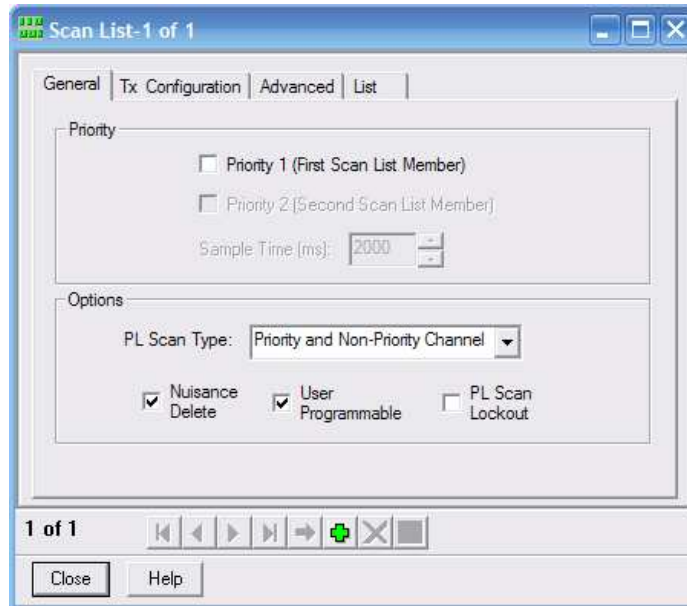 Scan List-1 of 1
General Tx Configuration Advanced List
Priority
Priority 1 (First Scan List Member)
Priority 2 (Second Scan List Member)
Sample Time (ms): 2000
Options
PL Scan Type: Priority and Non-Priority Channel
Nuisance Delete
User Programmable
PL Scan Lockout
1 of 1
Close Help